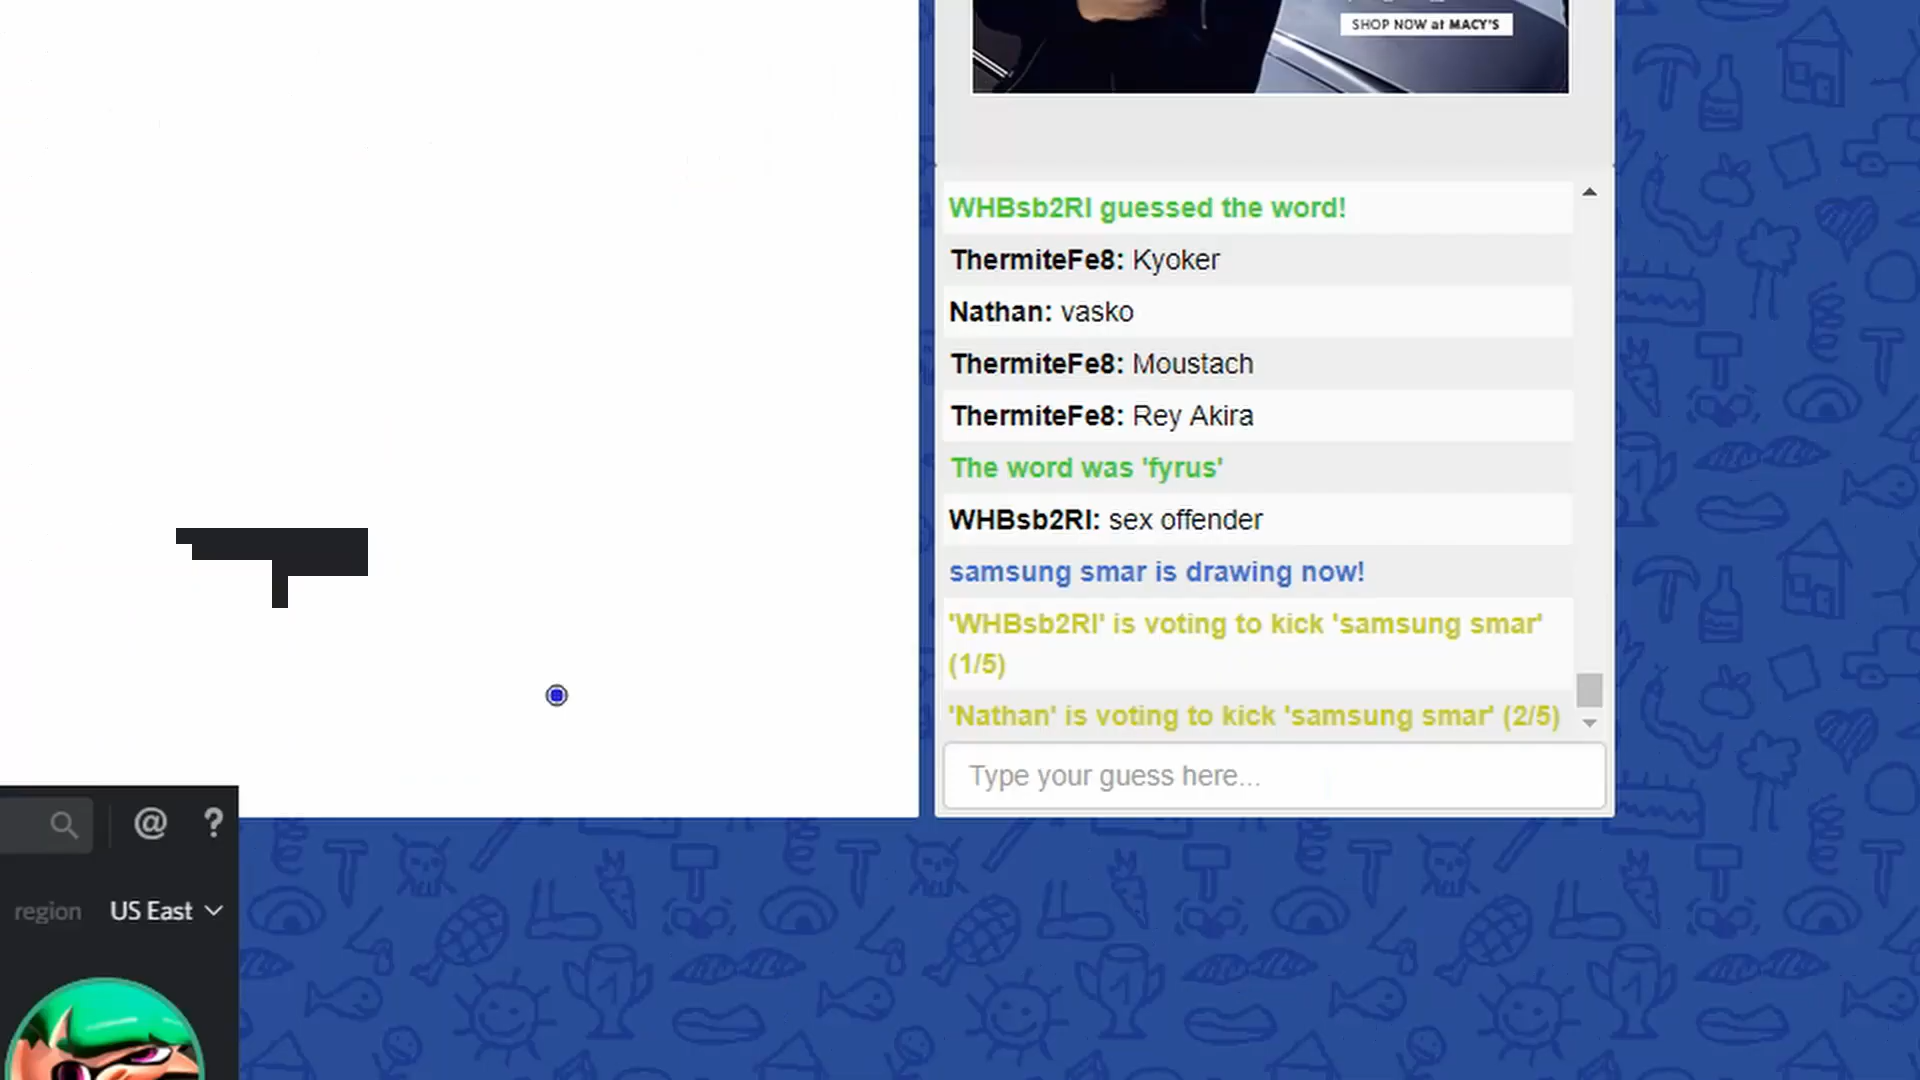 SHOP NOW at MACY'S
WHBsb2RI guessed the word!
ThermiteFe8: Kyoker
Nathan: vasko
ThermiteFe8: Moustach
ThermiteFe8: Rey Akira
The word was 'fyrus'
WHBsb2RI: sex offender
samsung smar is drawing now!
'WHBsb2RI' is voting to kick 'samsung smar'
(1/5)
'Nathan' is voting to kick 'samsung smar' (2/5)
Type your guess here...
@ ?
region US East